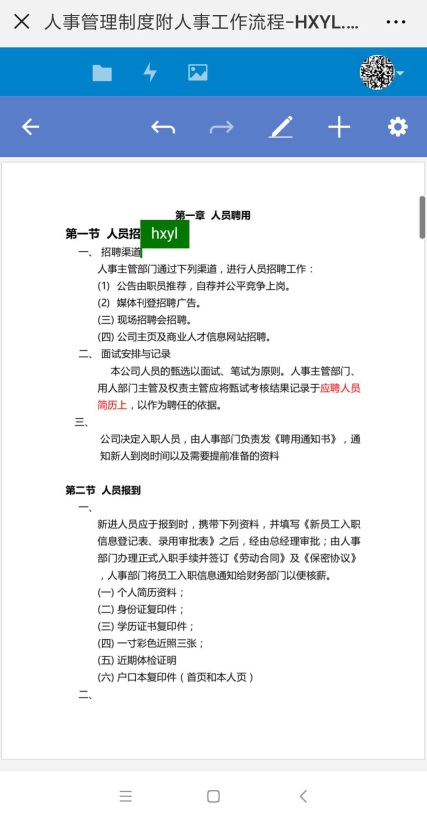 人事管理制度附人事工作流程-HXYL....
第一章 人员聘用
第一节 人员招
hxyl
一、 招聘渠道
人事主管部门通过下列渠道，进行人员招聘工作：
(1) 公告由职员推荐，自荐并公平竞争上岗。
(2) 媒体刊登招聘广告。
(三) 现场招聘会招聘。
(四) 公司主页及商业人才信息网站招聘。
二、 面试安排与记录
本公司人员的甄选以面试、笔试为原则。人事主管部门、
用人部门主管及权责主管应将甄试考核结果记录于应聘人员
简历上，以作为聘任的依据。
三、
公司决定入职人员，由人事部门负责发《聘用通知书》，通
知新人到岗时间以及需要提前准备的资料
第二节 人员报到
一、
新进人员应于报到时，携带下列资料，并填写《新员工入职
信息登记表、录用审批表》之后，经由总经理审批；由人事
部门办理正式入职手续并签订《劳动合同》及《保密协议》
，人事部门将员工入职信息通知给财务部门以便核薪。
(一) 个人简历资料；
(二) 身份证复印件；
(三) 学历证书复印件；
(四) 一寸彩色近照三张；
(五) 近期体检证明
(六) 户口本复印件（首页和本人页）
二、